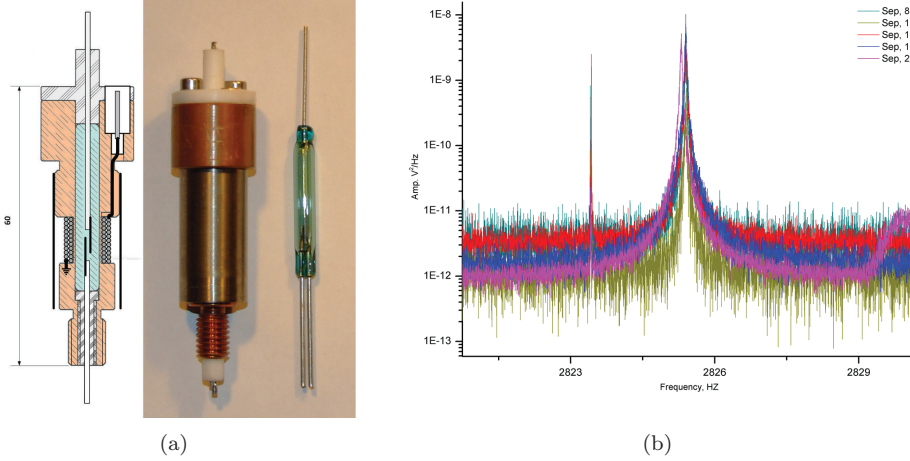 60
1E-8
1E-9
1E-10
1E-11
1E-12
1E-13
Amp. V²/Hz
Sep, 8
Sep, 1
Sep, 1
Sep, 1
Sep, 2
2823
2826
2829
Frequency, HZ
(a)
(b)